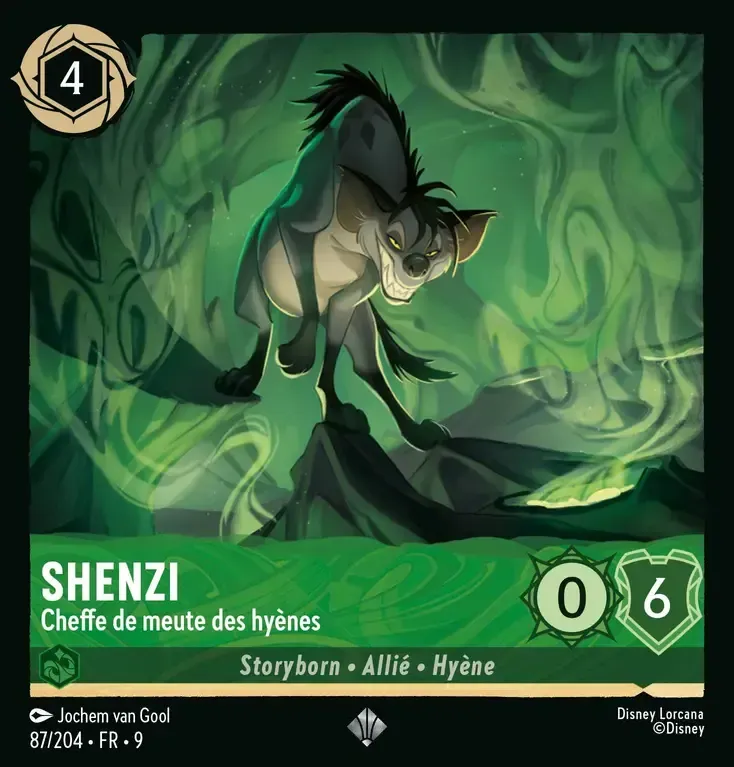 4
SHENZI
Cheffe de meute des hyènes
0
6
Storyborn • Allié • Hyène
Jochem van Gool
87/204 • FR • 9
Disney Lorcana
©Disney